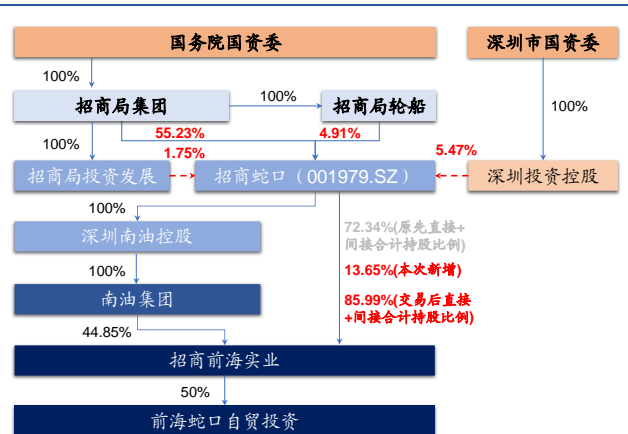 国务院国资委
深圳市国资委
100%
招商局集团
100%
招商局轮船
100%
100%
55.23%
4.91%
1.75%
5.47%
招商局投资发展
招商蛇口（001979.SZ）
深圳投资控股
100%
深圳南油控股
72.34%(原先直接+
间接合计持股比例)
100%
13.65%(本次新增)
南油集团
85.99%(交易后直接
+间接合计持股比例)
44.85%
招商前海实业
50%
前海蛇口自贸投资